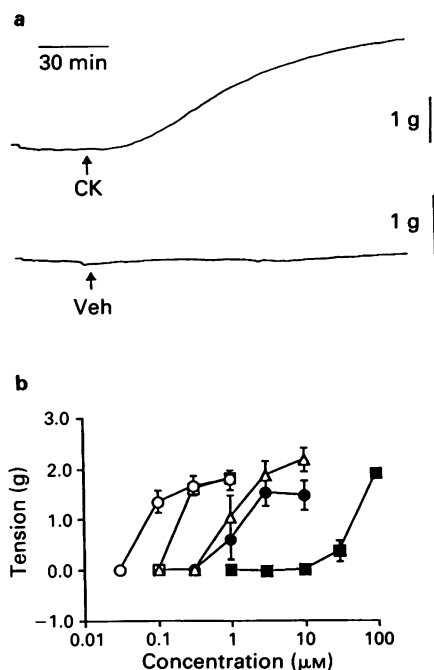 a
30 min
1 g
CK
1 g
Veh
b
Tension (g)
3.0
2.0
1.0
0.0
−1.0
0.01
0.1
1
10
100
Concentration (μM)